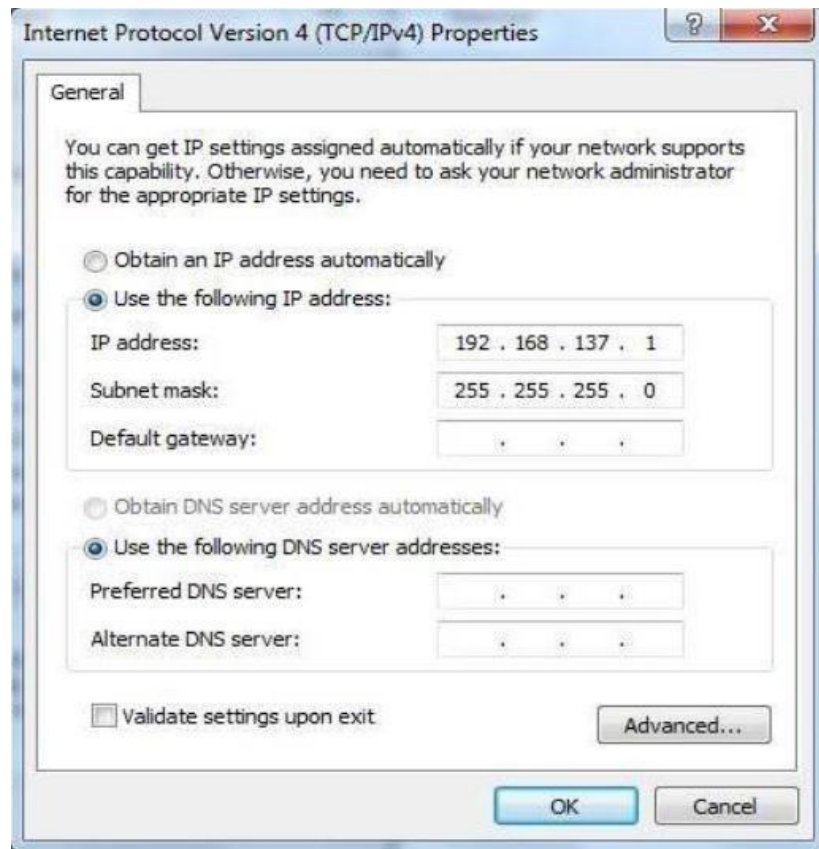 Internet Protocol Version 4 (TCP/IPv4) Properties
General
You can get IP settings assigned automatically if your network supports
this capability. Otherwise, you need to ask your network administrator
for the appropriate IP settings.
Obtain an IP address automatically
Use the following IP address:
IP address: 192 . 168 . 137 . 1
Subnet mask: 255 . 255 . 255 . 0
Default gateway: . . .
Obtain DNS server address automatically
Use the following DNS server addresses:
Preferred DNS server: . . .
Alternate DNS server: . . .
Validate settings upon exit
Advanced...
OK Cancel